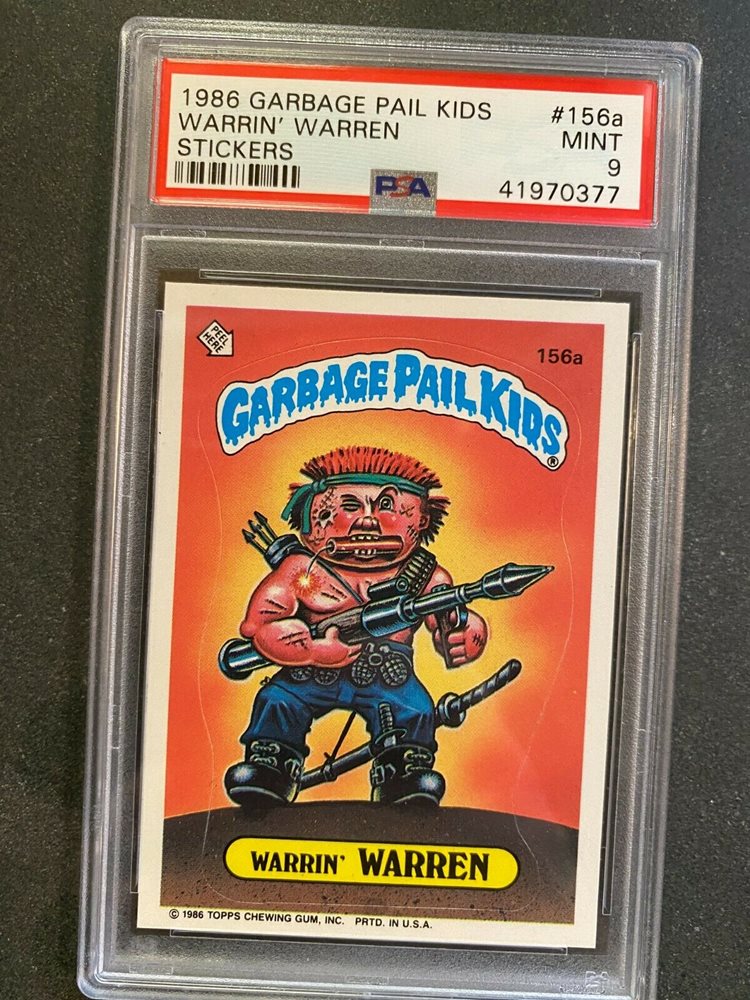 1986 GARBAGE PAIL KIDS #156a
WARRIN' WARREN MINT
STICKERS 9
PSA 41970377
PEEL HERE
156a
GARBAGE PAIL KIDS®
WARRIN' WARREN
© 1986 TOPPS CHEWING GUM, INC. PRTD. IN U.S.A.